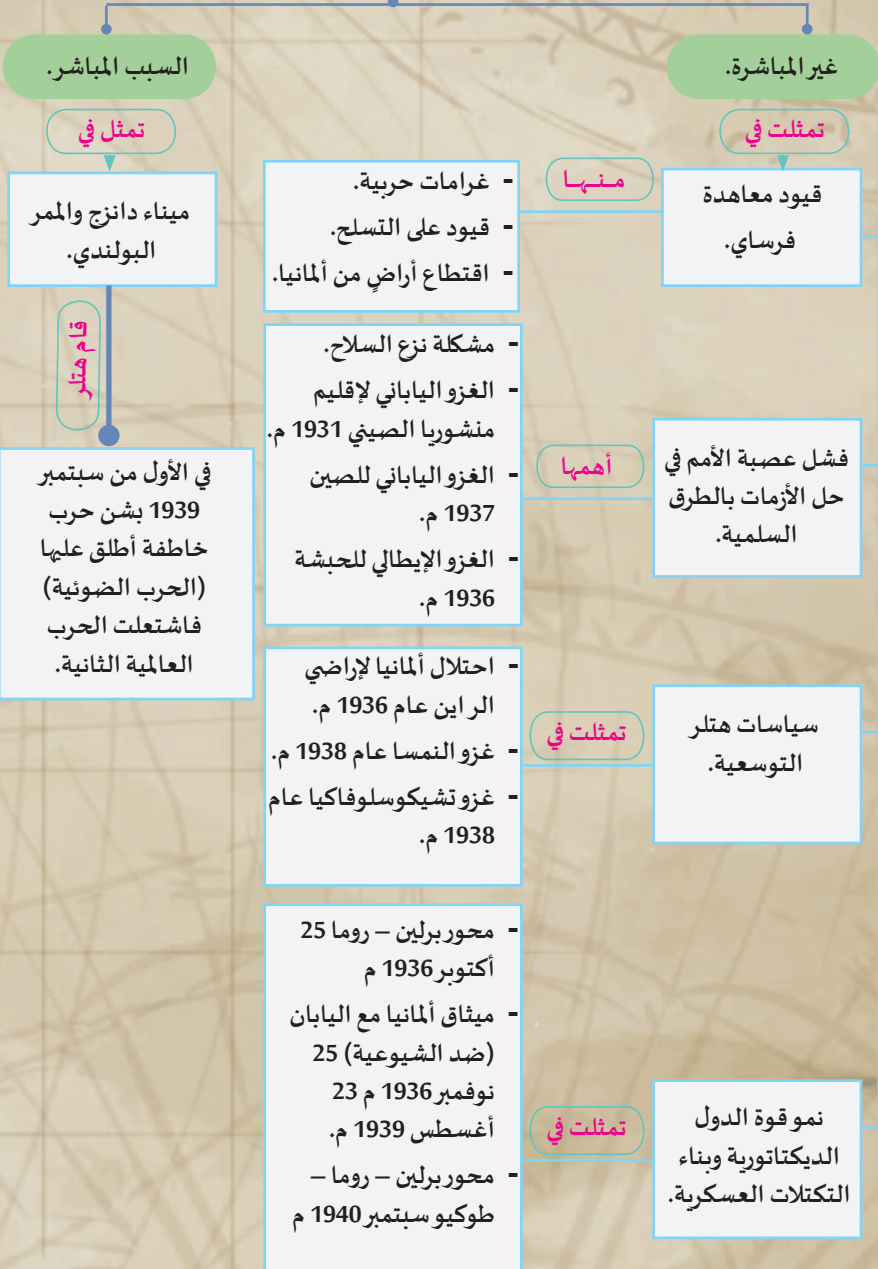 غير المباشرة.
تمثلت في
قيود معاهدة
فرساي.
منها
- غرامات حربية.
- قيود على التسلح.
- اقتطاع أراضٍ من ألمانيا.
فشل عصبة الأمم في
حل الأزمات بالطرق
السلمية.
أهمها
- مشكلة نزع السلاح.
- الغزو الياباني لإقليم
منشوريا الصيني 1931 م.
- الغزو الياباني للصين
1937 م.
- الغزو الإيطالي للحبشة
1936 م.
سياسات هتلر
التوسعية.
تمثلت في
- احتلال ألمانيا لإراضي
الراين عام 1936 م.
- غزو النمسا عام 1938 م.
- غزو تشيكوسلوفاكيا عام
1938 م.
نمو قوة الدول
الديكتاتورية وبناء
التكتلات العسكرية.
تمثلت في
- محور برلين – روما 25
أكتوبر 1936 م
- ميثاق ألمانيا مع اليابان
(ضد الشيوعية) 25
نوفمبر 1936 م 23
أغسطس 1939 م.
- محور برلين – روما –
طوكيو سبتمبر 1940 م
السبب المباشر.
تمثل في
ميناء دانزج والممر
البولندي.
قام هتلر
في الأول من سبتمبر
1939 بشن حرب
خاطفة أطلق عليها
(الحرب الضوئية)
فاشتعلت الحرب
العالمية الثانية.